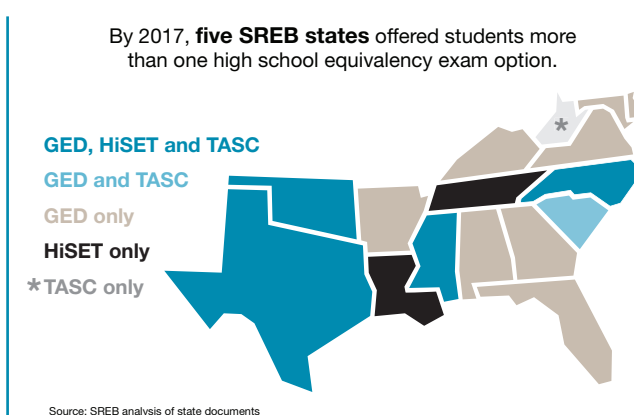 By 2017, five SREB states offered students more
than one high school equivalency exam option.
GED, HiSET and TASC
GED and TASC
GED only
HiSET only
*TASC only
*
Source: SREB analysis of state documents